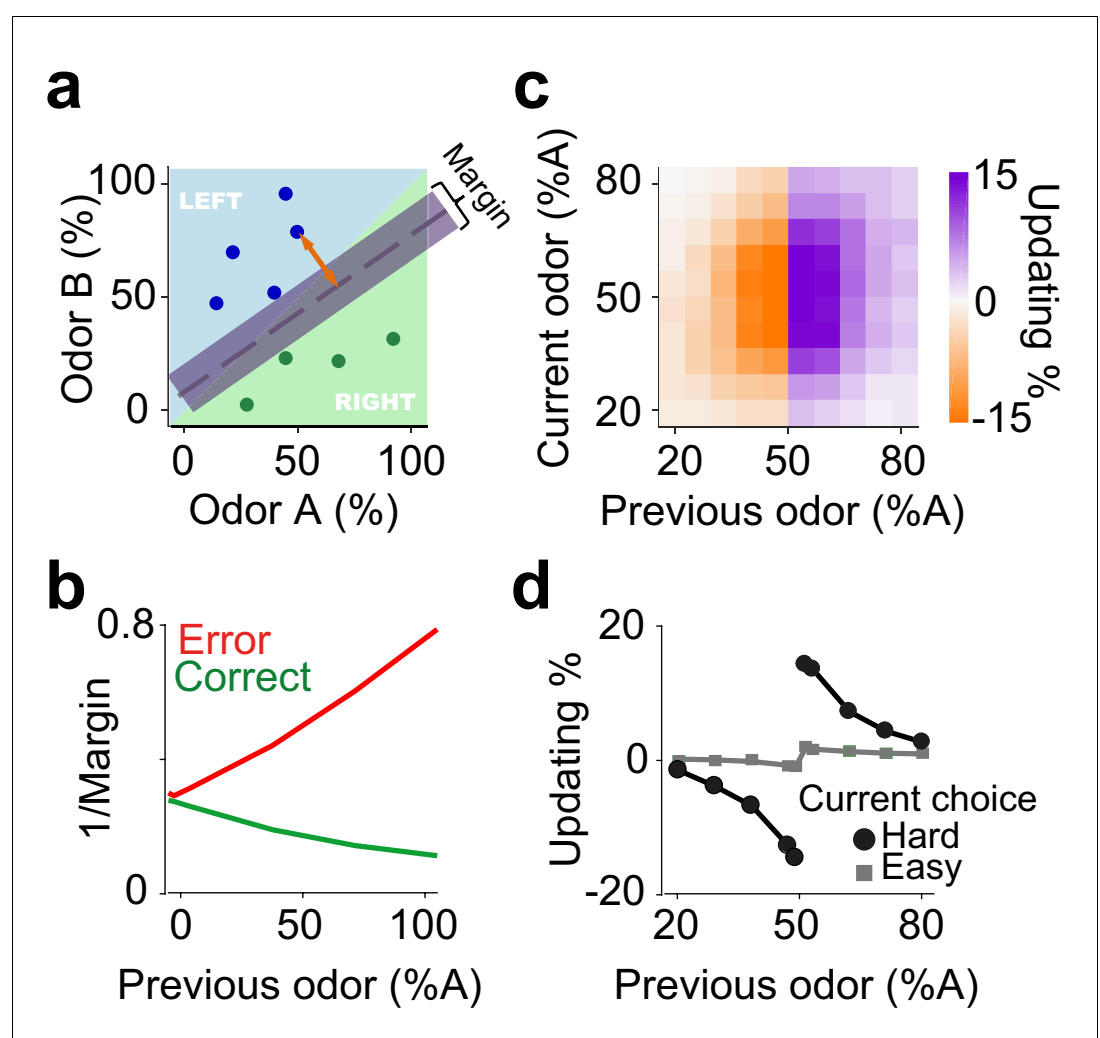 a
100
50
0
Odor B (%)
LEFT
RIGHT
Margin
0 50 100
Odor A (%)
c
80
50
20
Current odor (%A)
20 50 80
Previous odor (%A)
15
0
-15
Updating %
b
0.8
0
1/Margin
Error
Correct
0 50 100
Previous odor (%A)
d
20
0
-20
Updating %
Current choice
Hard
Easy
20 50 80
Previous odor (%A)